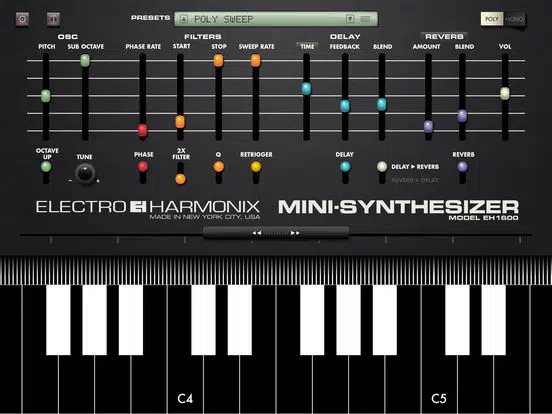 PRESETS POLY SWEEP POLY MONO
OSC FILTERS DELAY REVERB
PITCH SUB OCTAVE PHASE RATE START STOP SWEEP RATE TIME FEEDBACK BLEND AMOUNT BLEND VOL
OCTAVE UP TUNE PHASE 2X FILTER Q RETRIGGER DELAY DELAY ▸ REVERB REVERB
REVERB ▸ DELAY
ELECTRO EH HARMONIX MINI-SYNTHESIZER
MADE IN NEW YORK CITY, USA MODEL EH1600
C4 C5